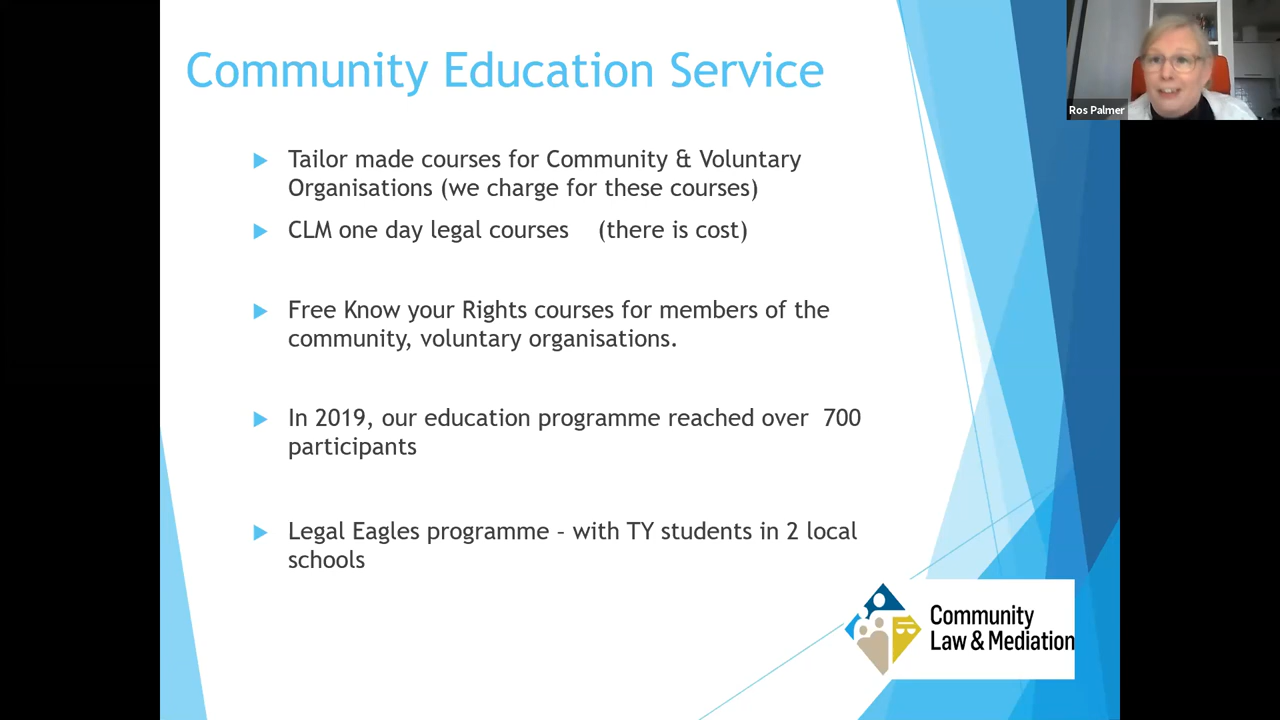 Community Education Service
Ros Palmer
Tailor made courses for Community & Voluntary
Organisations (we charge for these courses)
CLM one day legal courses (there is cost)
Free Know your Rights courses for members of the
community, voluntary organisations.
In 2019, our education programme reached over 700
participants
Legal Eagles programme – with TY students in 2 local
schools
Community
Law & Mediation